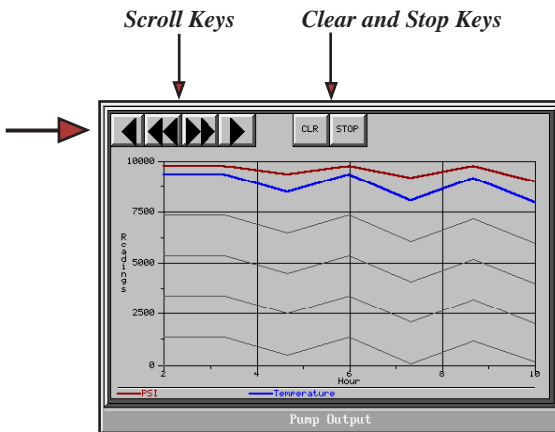 Scroll Keys
Clear and Stop Keys
CLR
STOP
10000
7500
5000
2500
0
Readings
2
4
6
8
10
Hour
PSI
Temperature
Pump Output